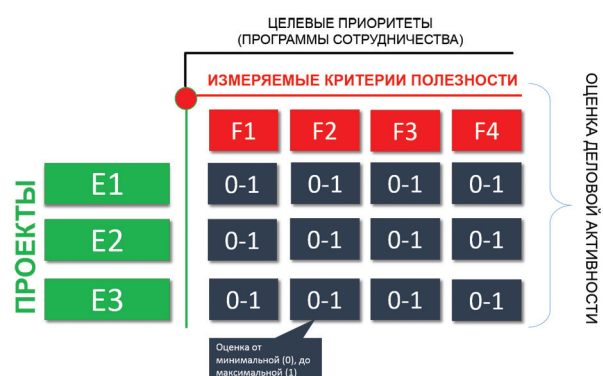 ЦЕЛЕВЫЕ ПРИОРИТЕТЫ
(ПРОГРАММЫ СОТРУДНИЧЕСТВА)
ИЗМЕРЯЕМЫЕ КРИТЕРИИ ПОЛЕЗНОСТИ
F1 F2 F3 F4
E1 0-1 0-1 0-1 0-1
E2 0-1 0-1 0-1 0-1
E3 0-1 0-1 0-1 0-1
ПРОЕКТЫ
ОЦЕНКА ДЕЛОВОЙ АКТИВНОСТИ
Оценка от
минимальной (0), до
максимальной (1)